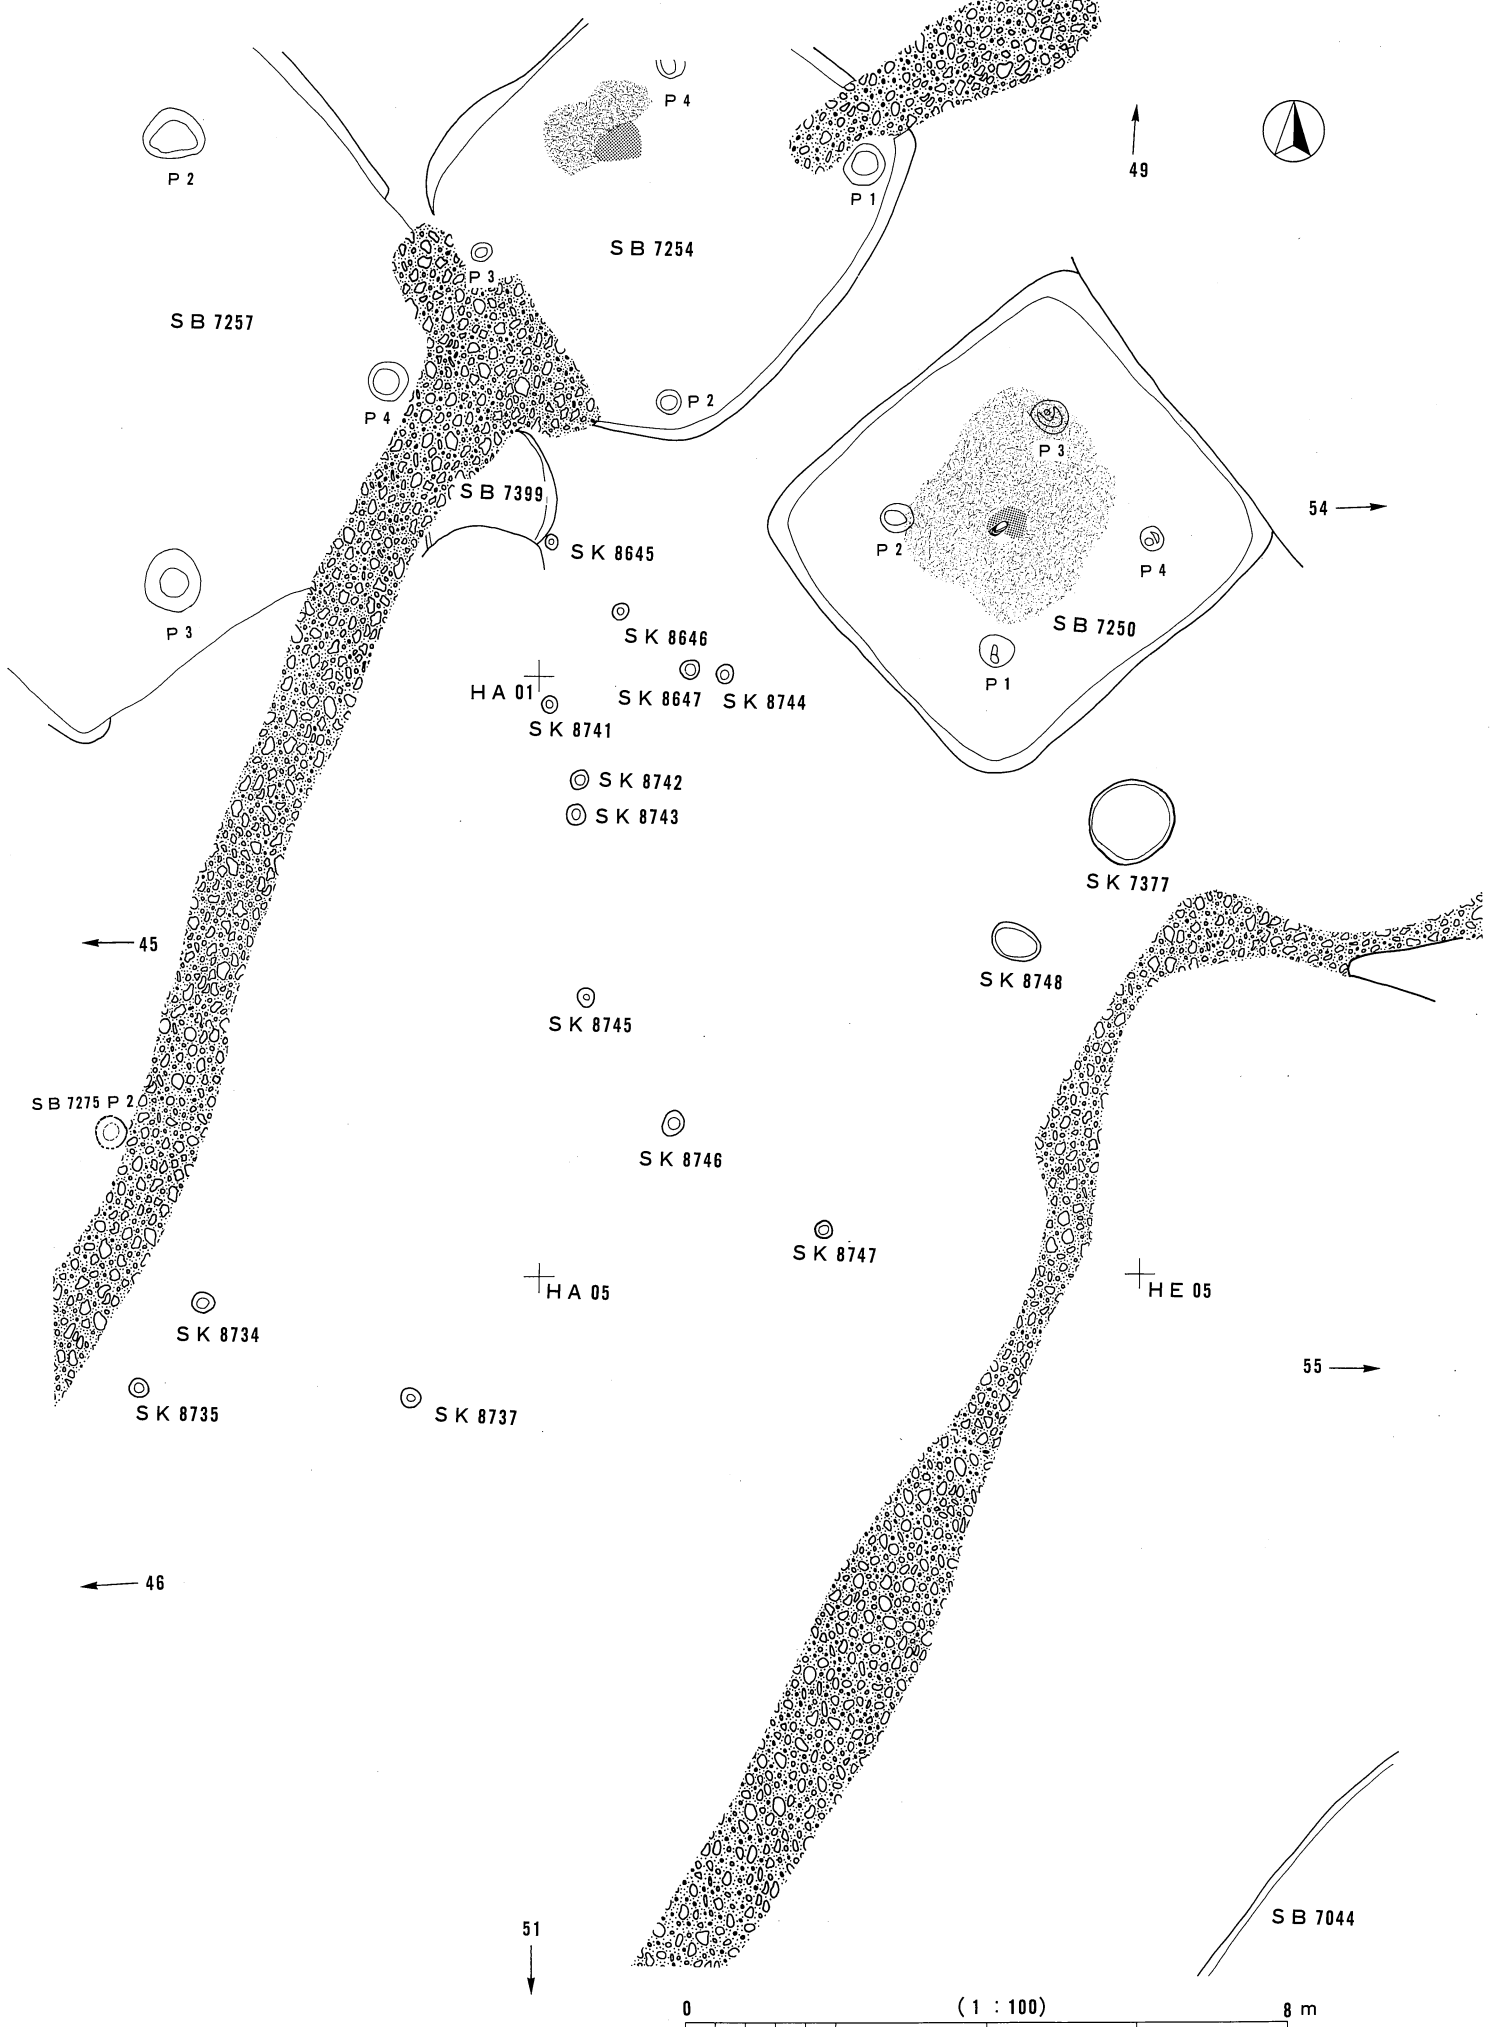 P 4
49
P 2
P 1
SB 7254
P 3
SB 7257
P 2
P 4
P 3
SB 7399
54
P 2
SK 8645
P 4
SB 7250
P 3
SK 8646
P 1
HA 01
SK 8647
SK 8744
SK 8741
SK 8742
SK 8743
SK 7377
45
SK 8748
SK 8745
SB 7275 P 2
SK 8746
SK 8747
HA 05
HE 05
SK 8734
55
SK 8735
SK 8737
46
SB 7044
51
0
(1 : 100)
8 m